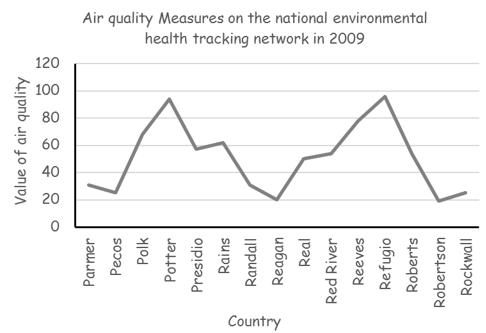 Air quality Measures on the national environmental
health tracking network in 2009
Value of air quality
120
100
80
60
40
20
0
Parmer
Pecos
Polk
Potter
Presidio
Rains
Randall
Reagan
Real
Red River
Reeves
Refugio
Roberts
Robertson
Rockwall
Country